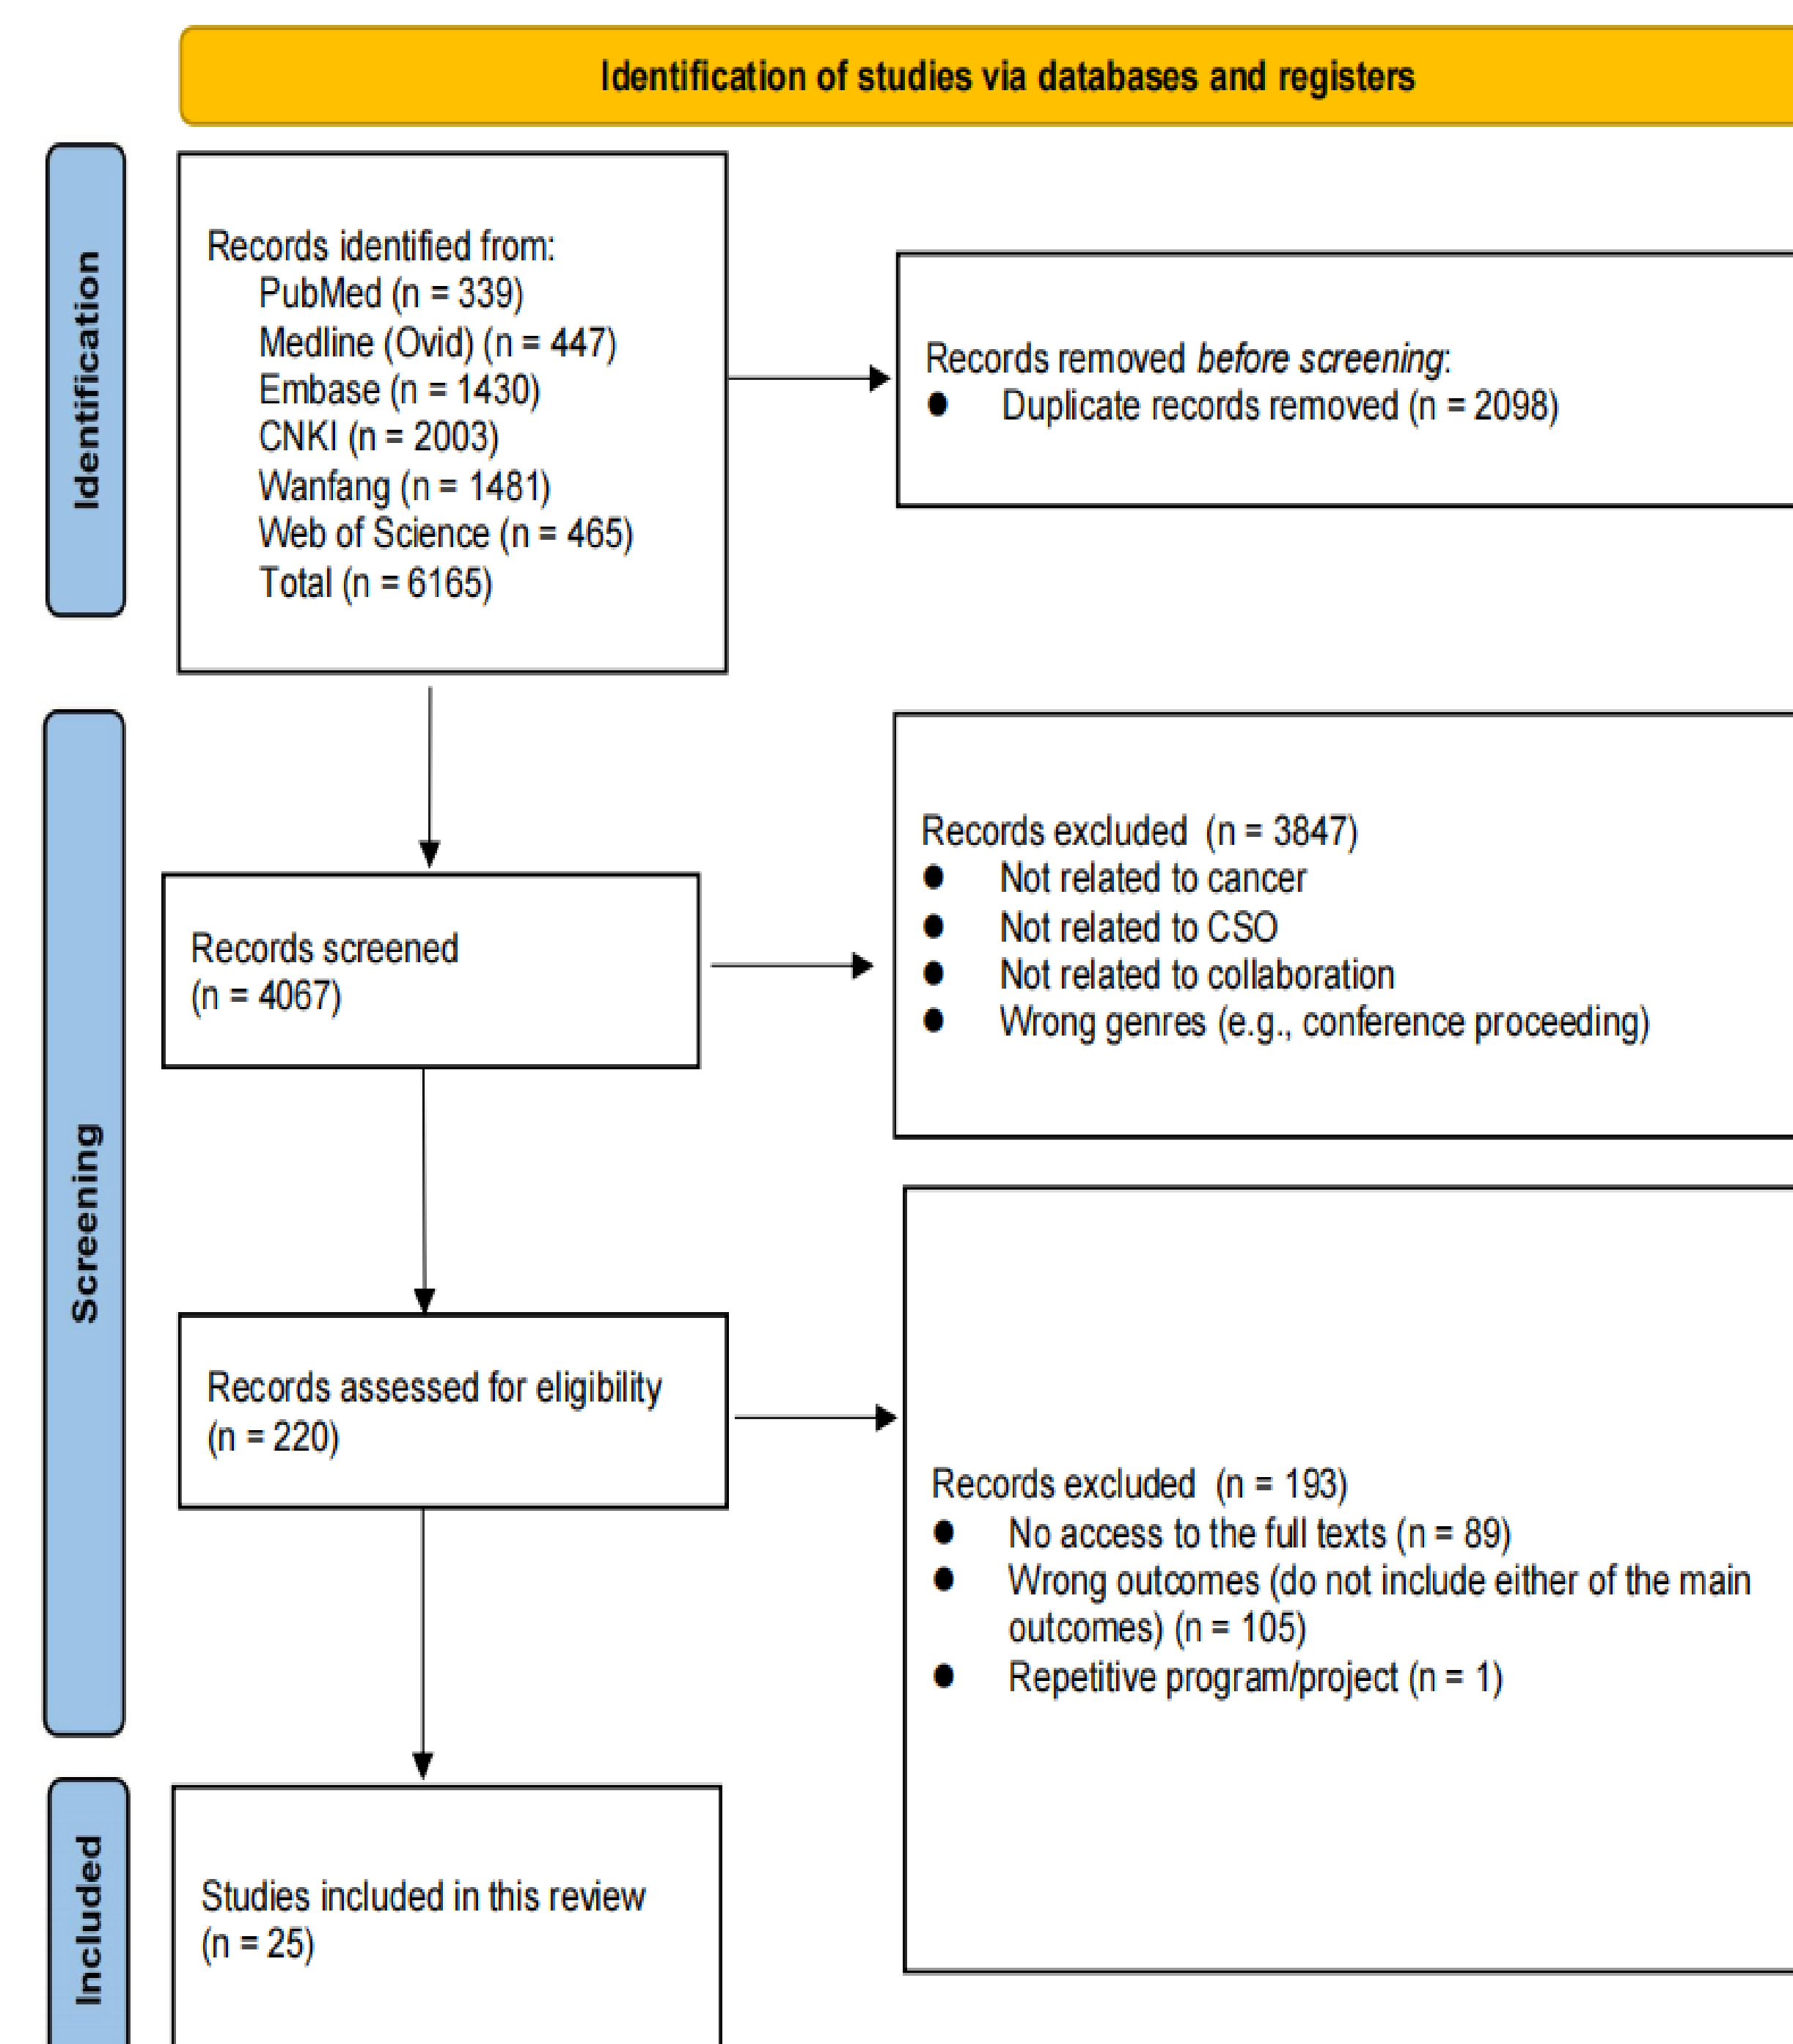 Identification of studies via databases and registers
Identification
Records identified from:
PubMed (n = 339)
Medline (Ovid) (n = 447)
Embase (n = 1430)
CNKI (n = 2003)
Wanfang (n = 1481)
Web of Science (n = 465)
Total (n = 6165)
Records removed before screening:
● Duplicate records removed (n = 2098)
Screening
Records screened
(n = 4067)
Records excluded (n = 3847)
● Not related to cancer
● Not related to CSO
● Not related to collaboration
● Wrong genres (e.g., conference proceeding)
Records assessed for eligibility
(n = 220)
Records excluded (n = 193)
● No access to the full texts (n = 89)
● Wrong outcomes (do not include either of the main
outcomes) (n = 105)
● Repetitive program/project (n = 1)
Included
Studies included in this review
(n = 25)